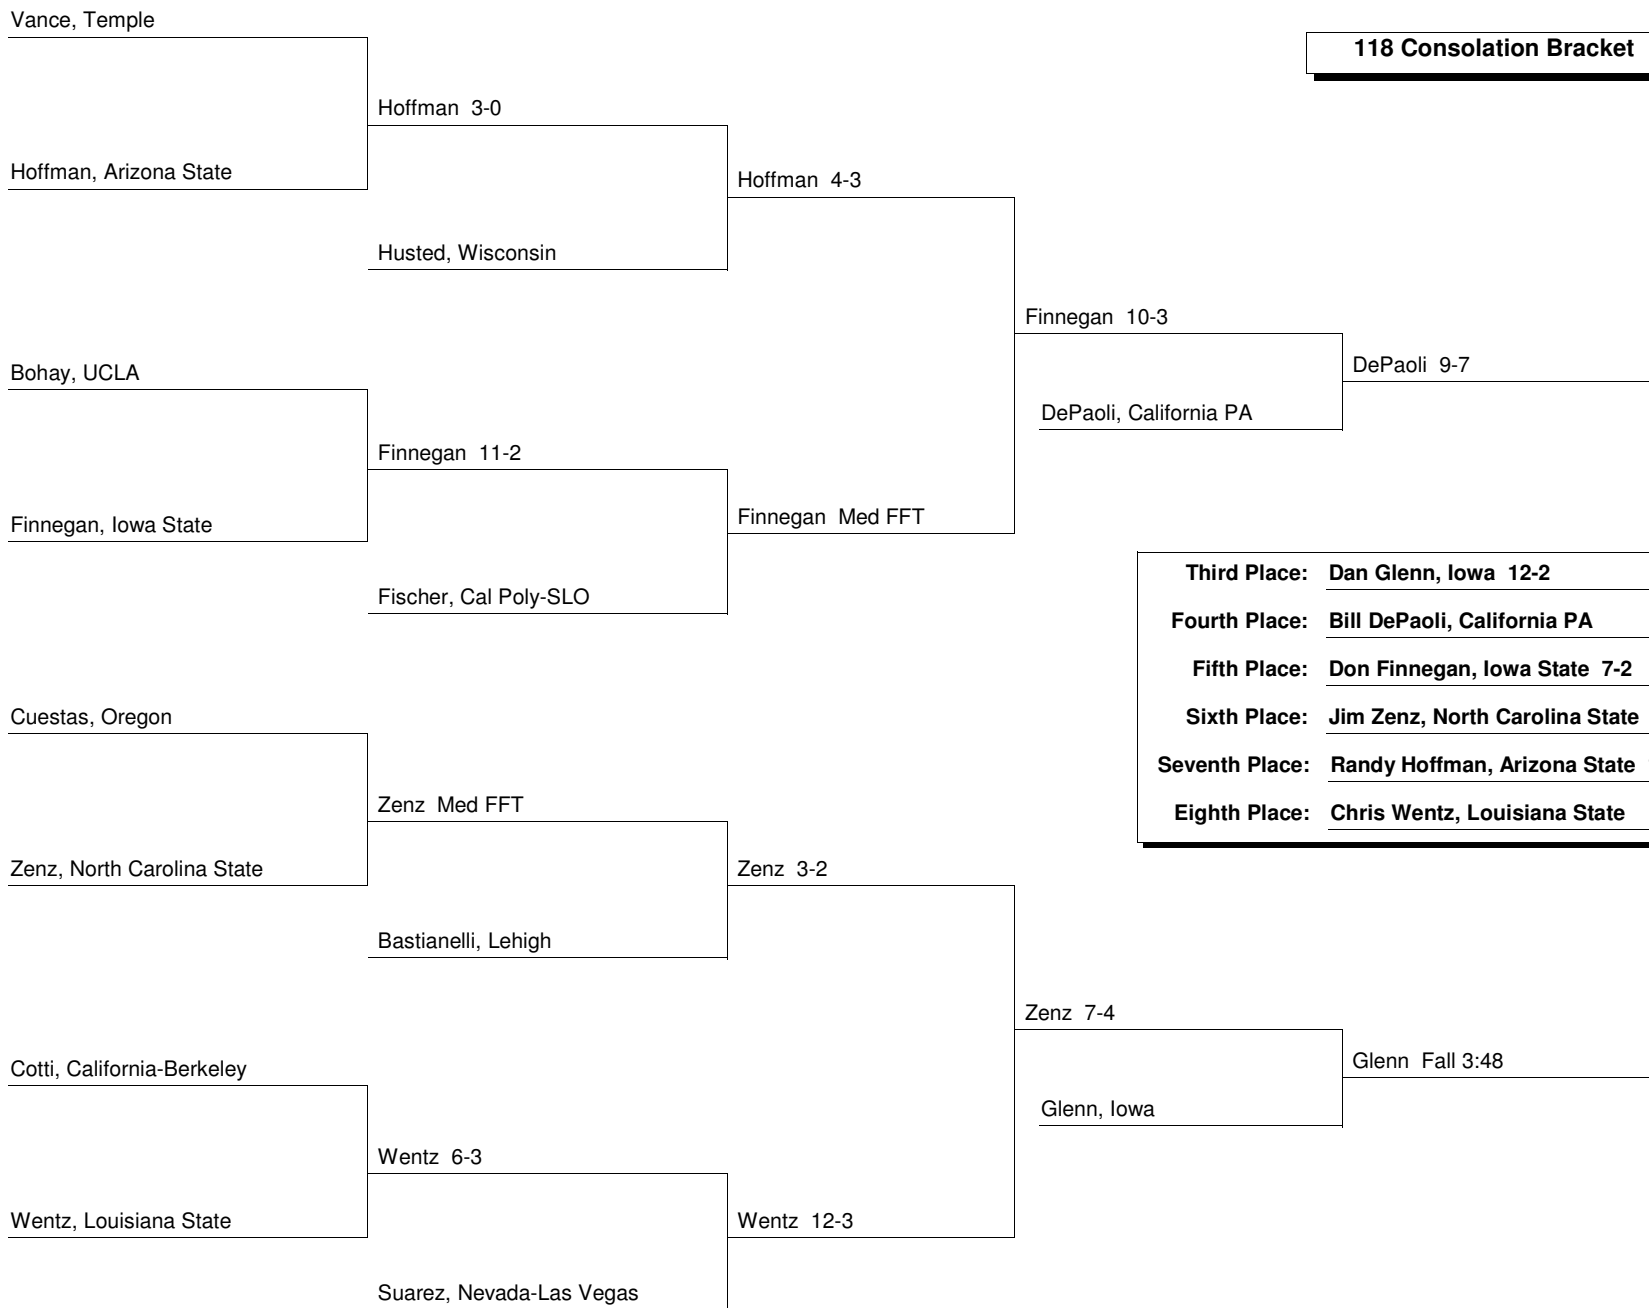 Vance, Temple
118 Consolation Bracket
Hoffman 3-0
Hoffman, Arizona State
Hoffman 4-3
Husted, Wisconsin
Finnegan 10-3
Bohay, UCLA
DePaoli 9-7
DePaoli, California PA
Finnegan 11-2
Finnegan, Iowa State
Finnegan Med FFT
Fischer, Cal Poly-SLO
Third Place: Dan Glenn, Iowa 12-2
Fourth Place: Bill DePaoli, California PA
Fifth Place: Don Finnegan, Iowa State 7-2
Sixth Place: Jim Zenz, North Carolina State
Seventh Place: Randy Hoffman, Arizona State
Eighth Place: Chris Wentz, Louisiana State
Cuestas, Oregon
Zenz Med FFT
Zenz, North Carolina State
Zenz 3-2
Bastianelli, Lehigh
Zenz 7-4
Cotti, California-Berkeley
Glenn Fall 3:48
Glenn, Iowa
Wentz 6-3
Wentz, Louisiana State
Wentz 12-3
Suarez, Nevada-Las Vegas